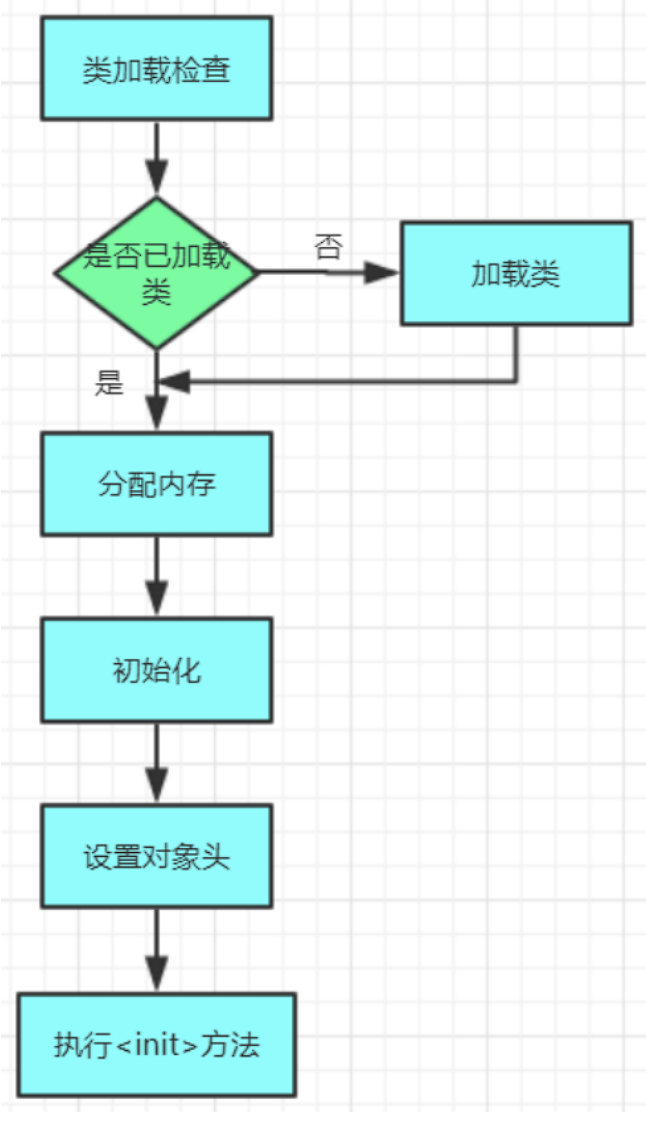 类加载检查
是否已加载
类
否
加载类
是
分配内存
初始化
设置对象头
执行<init>方法